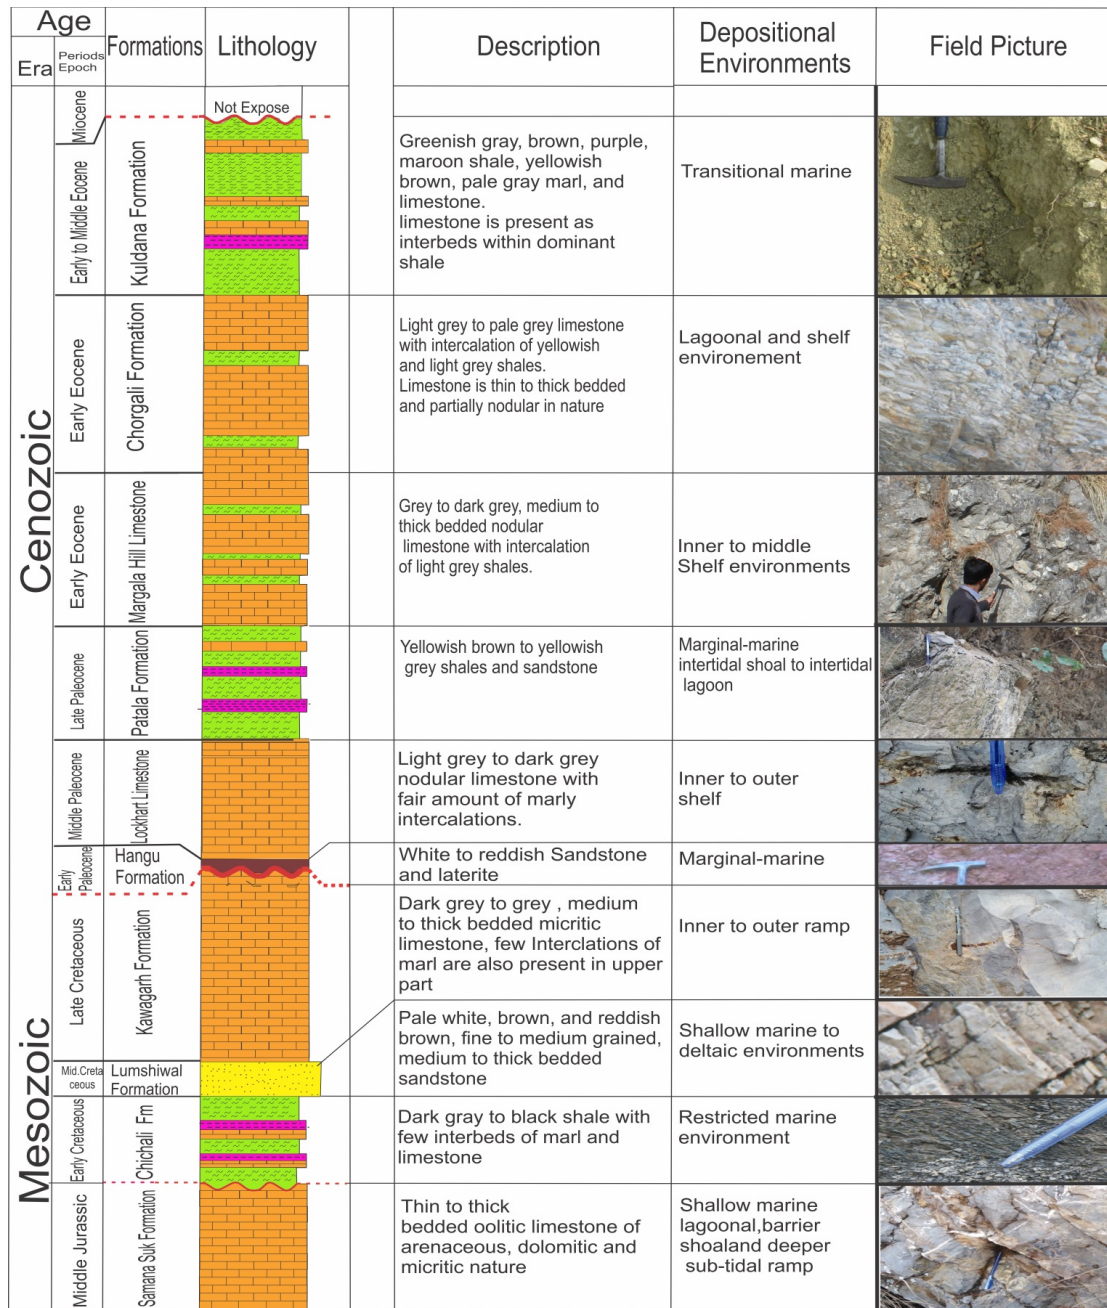 Age
Era
Periods
Epoch
Formations
Lithology
Description
Depositional
Environments
Field Picture
Cenozoic
Mesozoic
Miocene
Not Expose
Early to Middle Eocene
Kuldana Formation
Greenish gray, brown, purple,
maroon shale, yellowish
brown, pale gray marl, and
limestone.
limestone is present as
interbeds within dominant
shale
Transitional marine
Early Eocene
Chorgali Formation
Light grey to pale grey limestone
with intercalation of yellowish
and light grey shales.
Limestone is thin to thick bedded
and partially nodular in nature
Lagoonal and shelf
environement
Early Eocene
Margala Hill Limestone
Grey to dark grey, medium to
thick bedded nodular
limestone with intercalation
of light grey shales.
Inner to middle
Shelf environments
Late Paleocene
Patala Formation
Yellowish brown to yellowish
grey shales and sandstone
Marginal-marine
intertidal shoal to intertidal
lagoon
Middle Paleocene
Lockhart Limestone
Light grey to dark grey
nodular limestone with
fair amount of marly
intercalations.
Inner to outer
shelf
Early
Paleocene
Hangu
Formation
White to reddish Sandstone
and laterite
Marginal-marine
Late Cretaceous
Kawagarh Formation
Dark grey to grey , medium
to thick bedded micritic
limestone, few Interclations of
marl are also present in upper
part
Inner to outer ramp
Mid.Creta
ceous
Lumshiwal
Formation
Pale white, brown, and reddish
brown, fine to medium grained,
medium to thick bedded
sandstone
Shallow marine to
deltaic environments
Early Cretaceous
Chichali Fm
Dark gray to black shale with
few interbeds of marl and
limestone
Restricted marine
environment
Middle Jurassic
Samana Suk Formation
Thin to thick
bedded oolitic limestone of
arenaceous, dolomitic and
micritic nature
Shallow marine
lagoonal,barrier
shoaland deeper
sub-tidal ramp